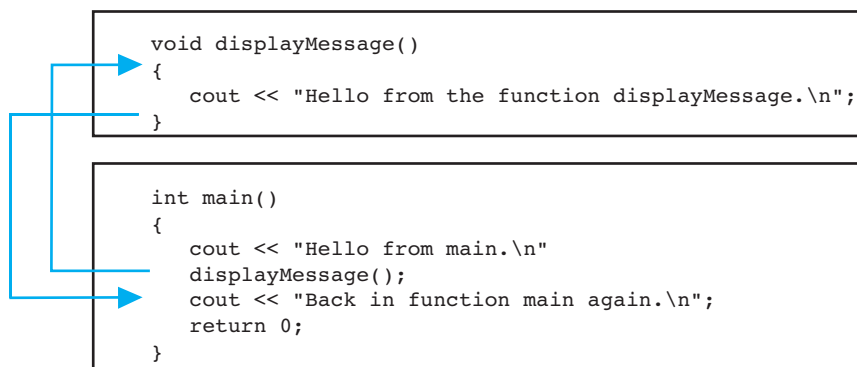 void displayMessage()
{
   cout << "Hello from the function displayMessage.\n";
}
int main()
{
   cout << "Hello from main.\n"
   displayMessage();
   cout << "Back in function main again.\n";
   return 0;
}